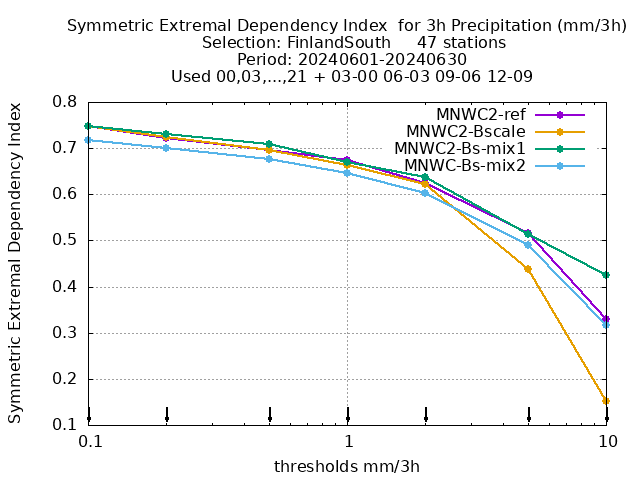 Symmetric Extremal Dependency Index  for 3h Precipitation (mm/3h)
Selection: FinlandSouth     47 stations
Period: 20240601-20240630
Used 00,03,...,21 + 03-00 06-03 09-06 12-09
Symmetric Extremal Dependency Index
0.8
0.7
0.6
0.5
0.4
0.3
0.2
0.1
MNWC2-ref
MNWC2-Bscale
MNWC2-Bs-mix1
MNWC-Bs-mix2
0.1
1
10
thresholds mm/3h